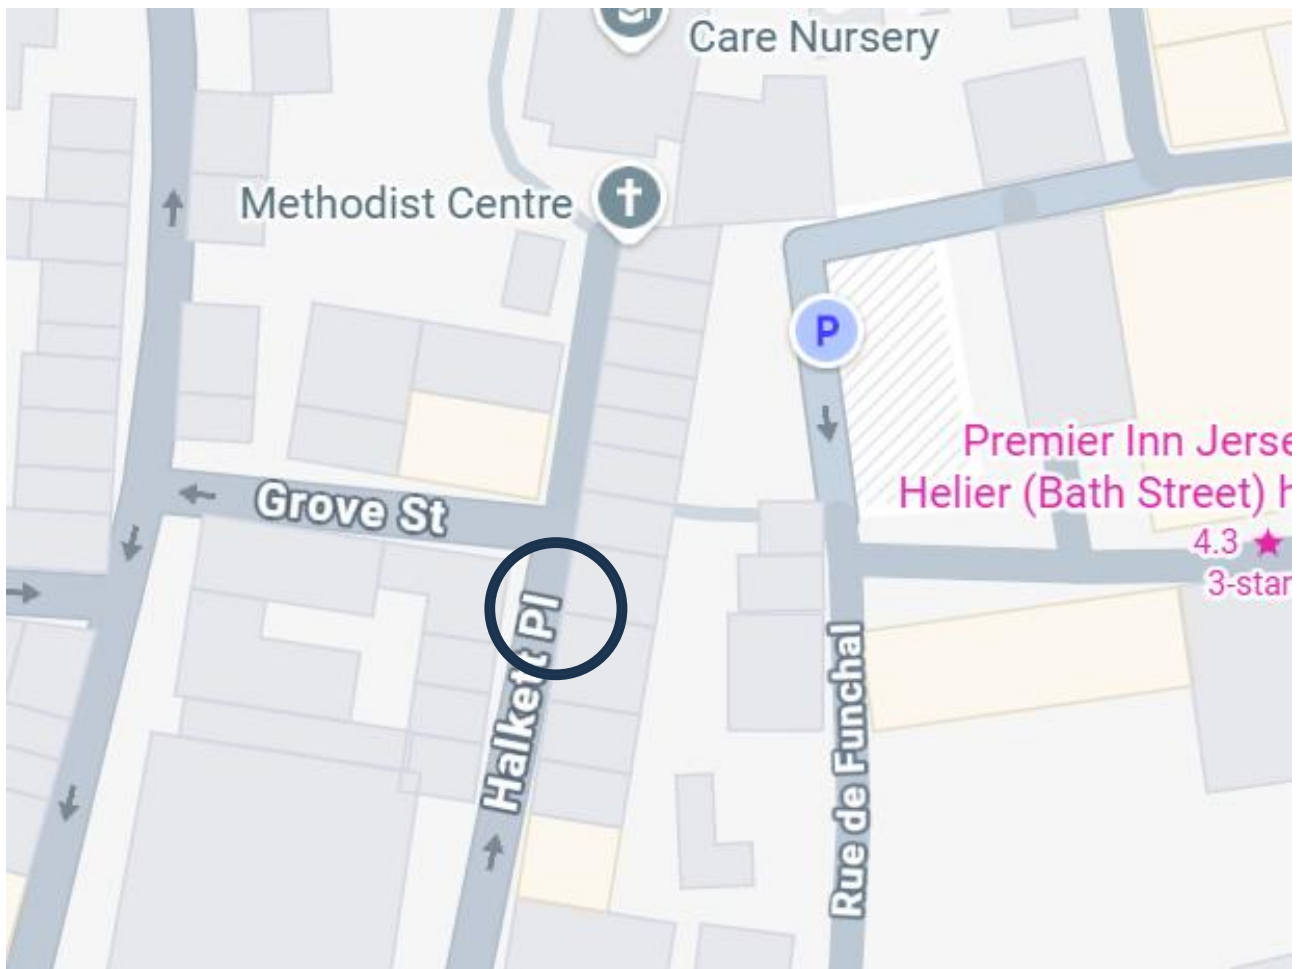 Care Nursery
Methodist Centre
P
Premier Inn Jerse
Helier (Bath Street) h
4.3 ★
3-star
Grove St
Halkett Pl
Rue de Funchal